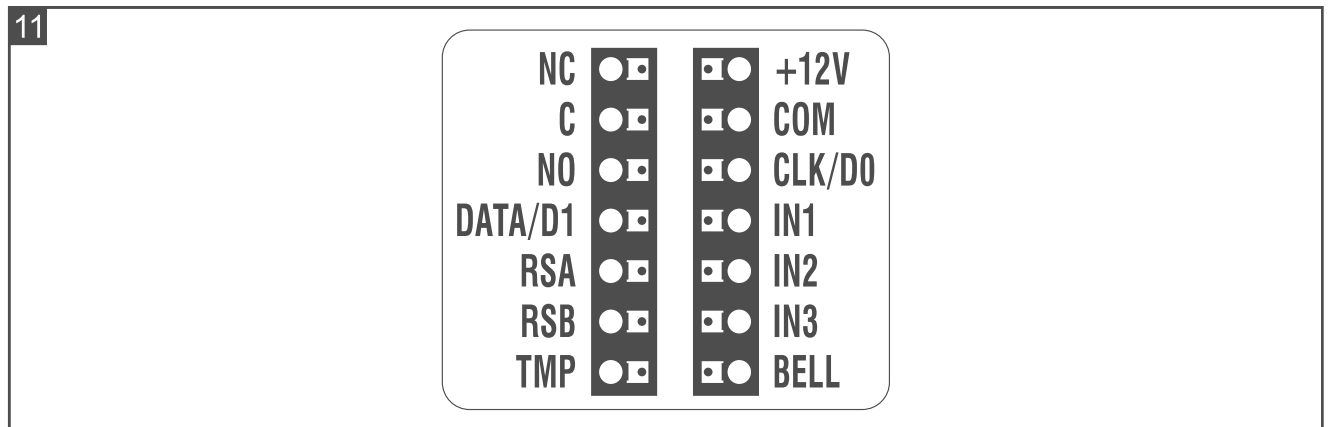 11
NC +12V
C COM
NO CLK/D0
DATA/D1 IN1
RSA IN2
RSB IN3
TMP BELL